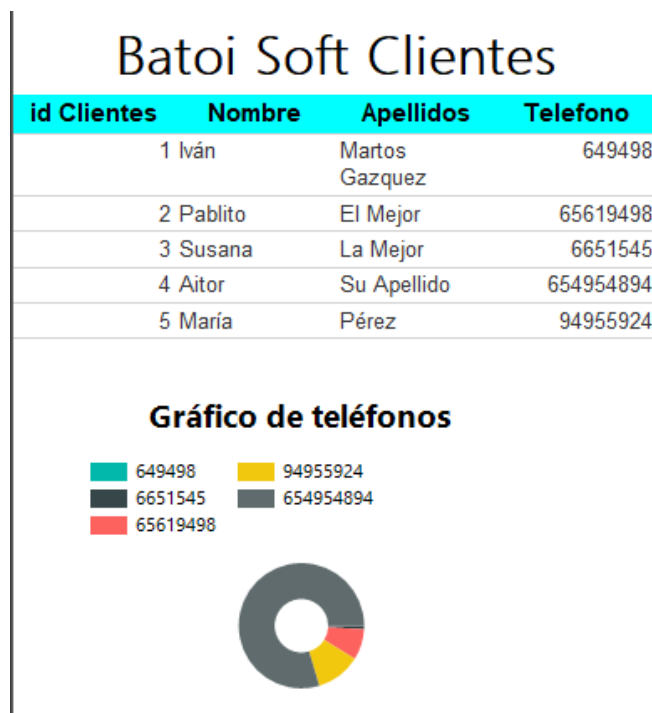 Batoi Soft Clientes
id Clientes Nombre Apellidos Telefono
1 Iván Martos 649498
Gazquez
2 Pablito El Mejor 65619498
3 Susana La Mejor 6651545
4 Aitor Su Apellido 654954894
5 María Pérez 94955924
Gráfico de teléfonos
649498 94955924
6651545 654954894
65619498